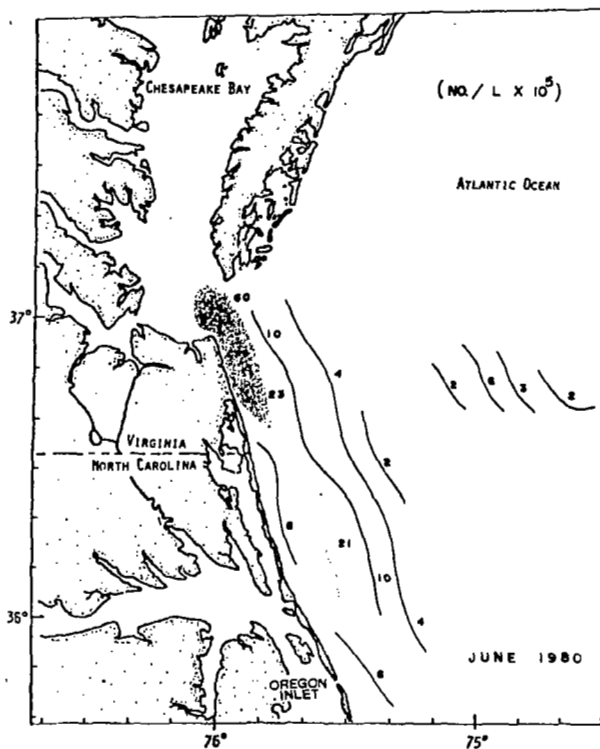 CHESAPEAKE BAY
(NO./ L X 10⁵)
ATLANTIC OCEAN
60
37°
10
4
2
6
3
2
23
VIRGINIA
NORTH CAROLINA
2
8
21
10
36°
4
6
JUNE 1980
OREGON
INLET
76°
75°